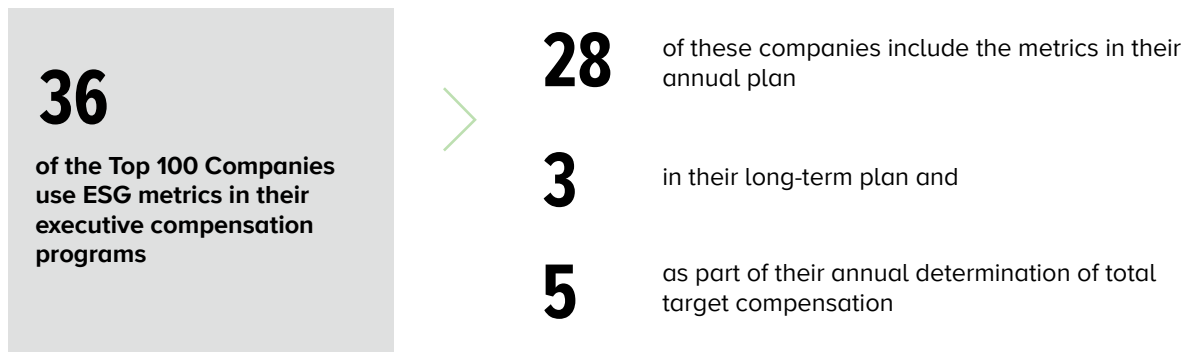 36
of the Top 100 Companies
use ESG metrics in their
executive compensation
programs
28
of these companies include the metrics in their
annual plan
3
in their long-term plan and
5
as part of their annual determination of total
target compensation